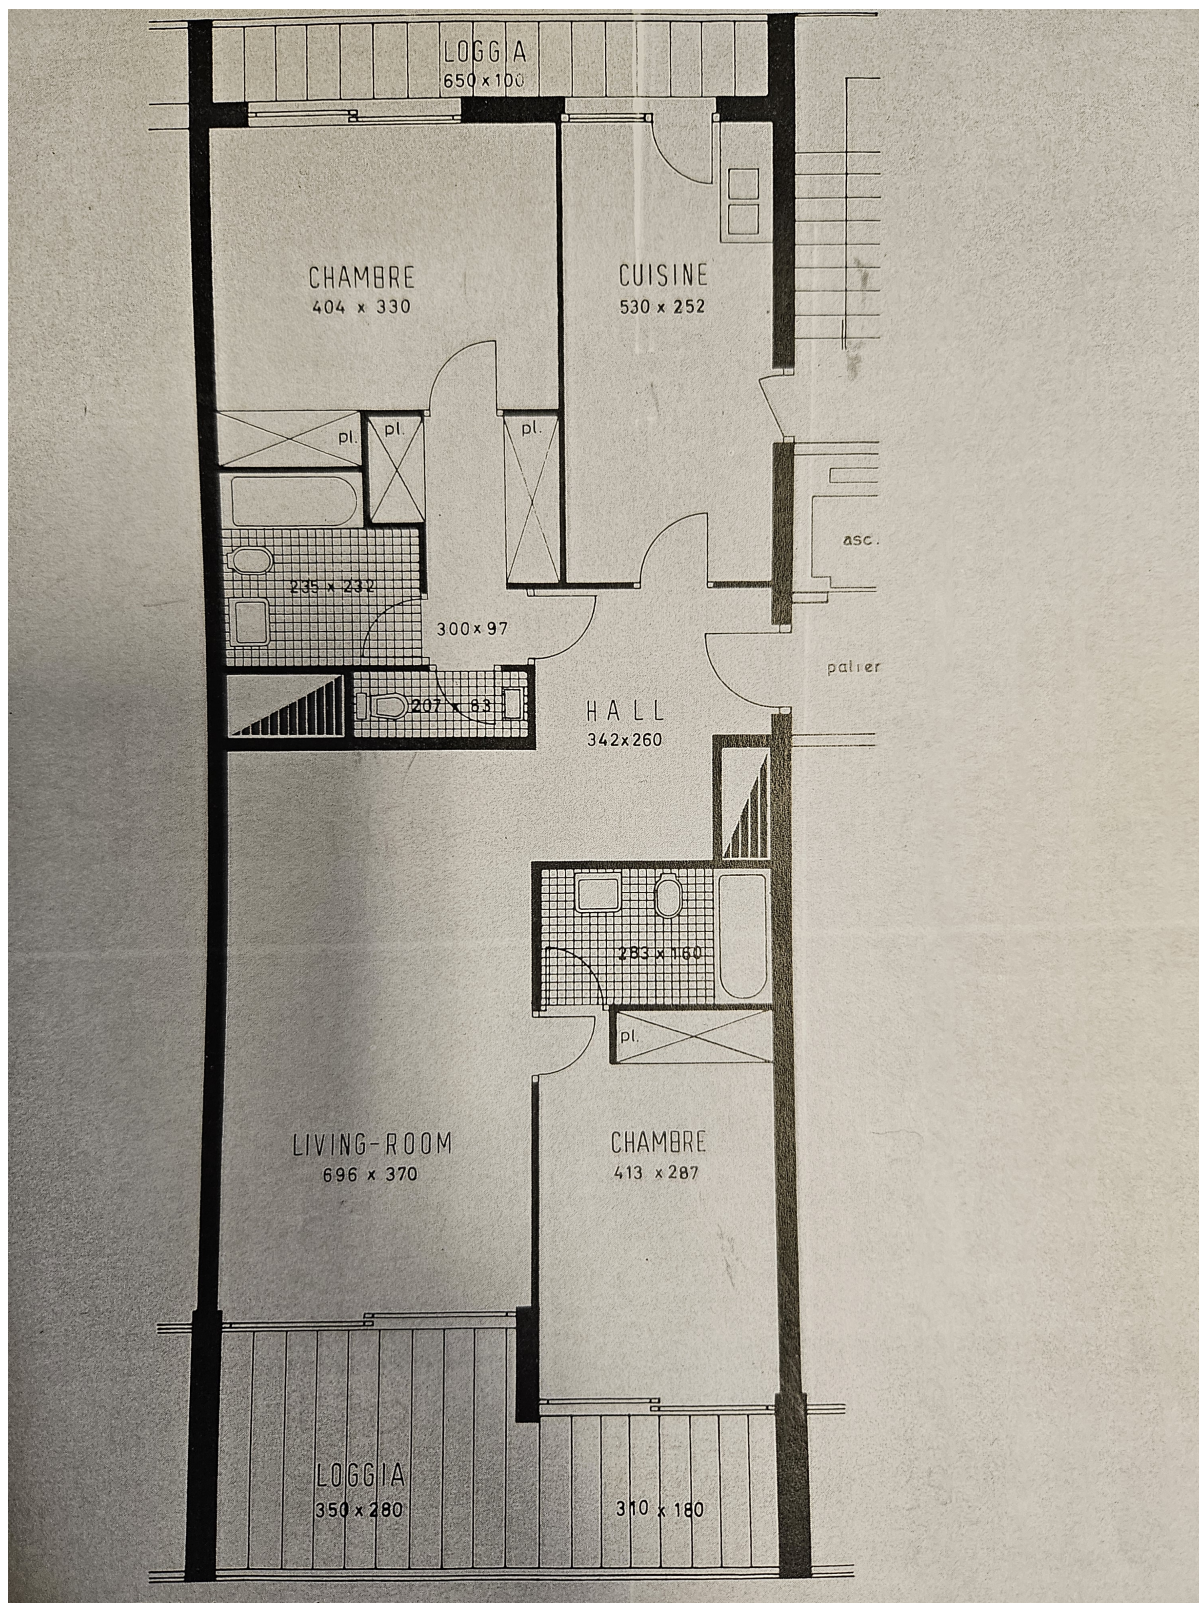 LOGGIA
650 x 100
CHAMBRE
404 x 330
CUISINE
530 x 252
pl.
pl.
pl.
asc.
235 x 232
300 x 97
palier
207 x 83
HALL
342 x 260
283 x 160
pl.
LIVING-ROOM
696 x 370
CHAMBRE
413 x 287
LOGGIA
350 x 280
310 x 180